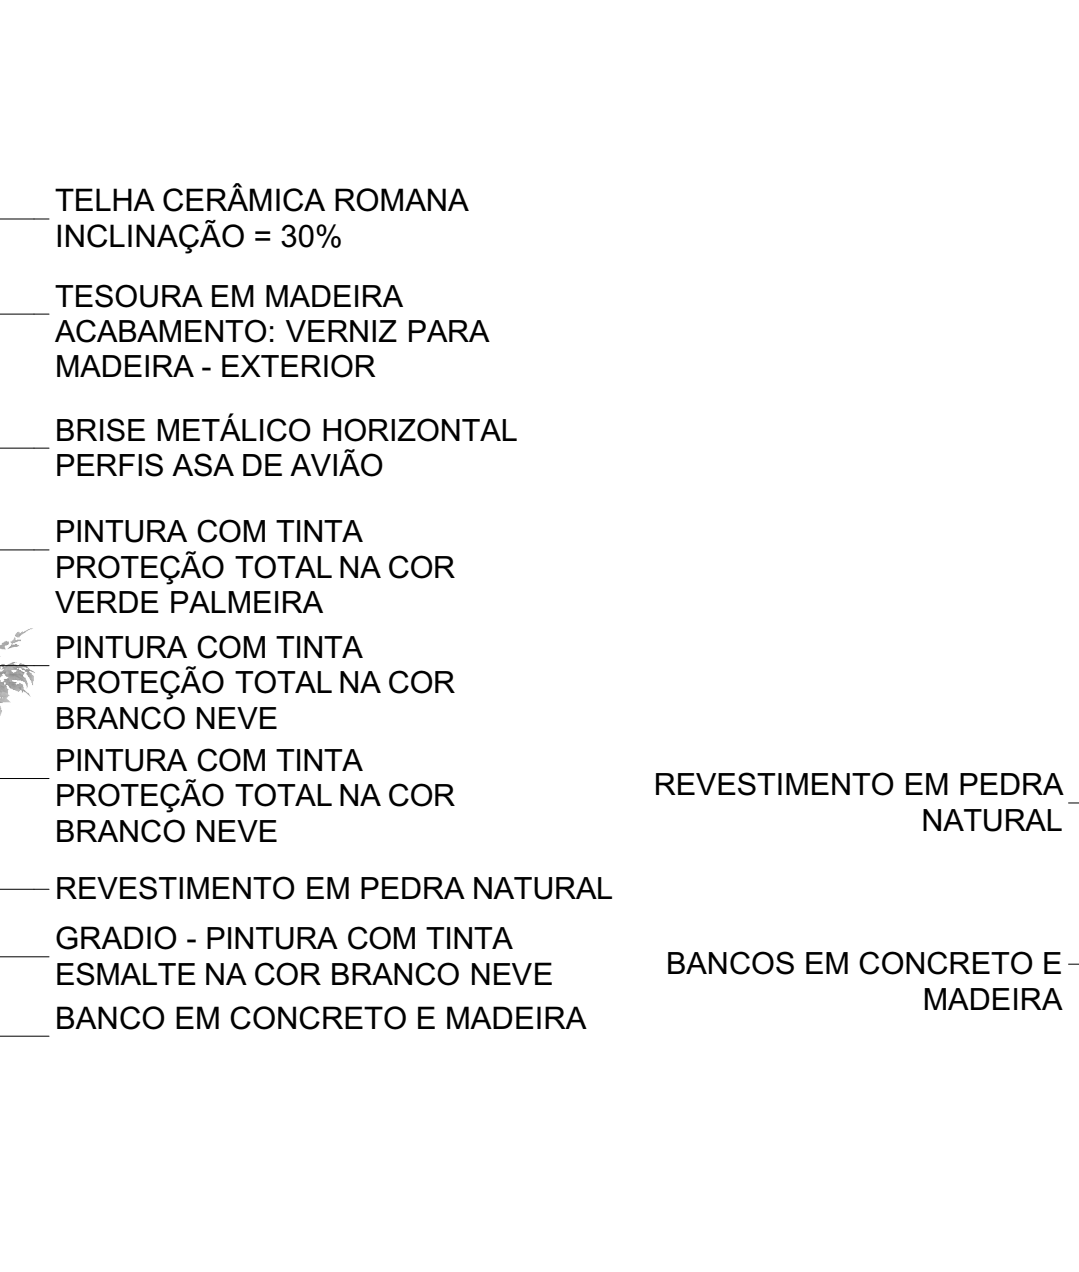 TELHA CERÂMICA ROMANA
INCLINAÇÃO = 30%
TESOURA EM MADEIRA
ACABAMENTO: VERNIZ PARA
MADEIRA - EXTERIOR
BRISE METÁLICO HORIZONTAL
PERFIS ASA DE AVIÃO
PINTURA COM TINTA
PROTEÇÃO TOTAL NA COR
VERDE PALMEIRA
PINTURA COM TINTA
PROTEÇÃO TOTAL NA COR
BRANCO NEVE
PINTURA COM TINTA
PROTEÇÃO TOTAL NA COR
BRANCO NEVE
REVESTIMENTO EM PEDRA NATURAL
GRADIO - PINTURA COM TINTA
ESMALTE NA COR BRANCO NEVE
BANCO EM CONCRETO E MADEIRA
REVESTIMENTO EM PEDRA
NATURAL
BANCOS EM CONCRETO E
MADEIRA